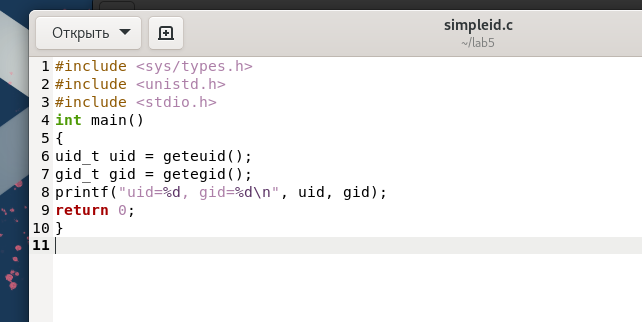 Открыть
simpleid.c
~/lab5
1 #include <sys/types.h>
2 #include <unistd.h>
3 #include <stdio.h>
4 int main()
5 {
6 uid_t uid = geteuid();
7 gid_t gid = getegid();
8 printf("uid=%d, gid=%d\n", uid, gid);
9 return 0;
10 }
11